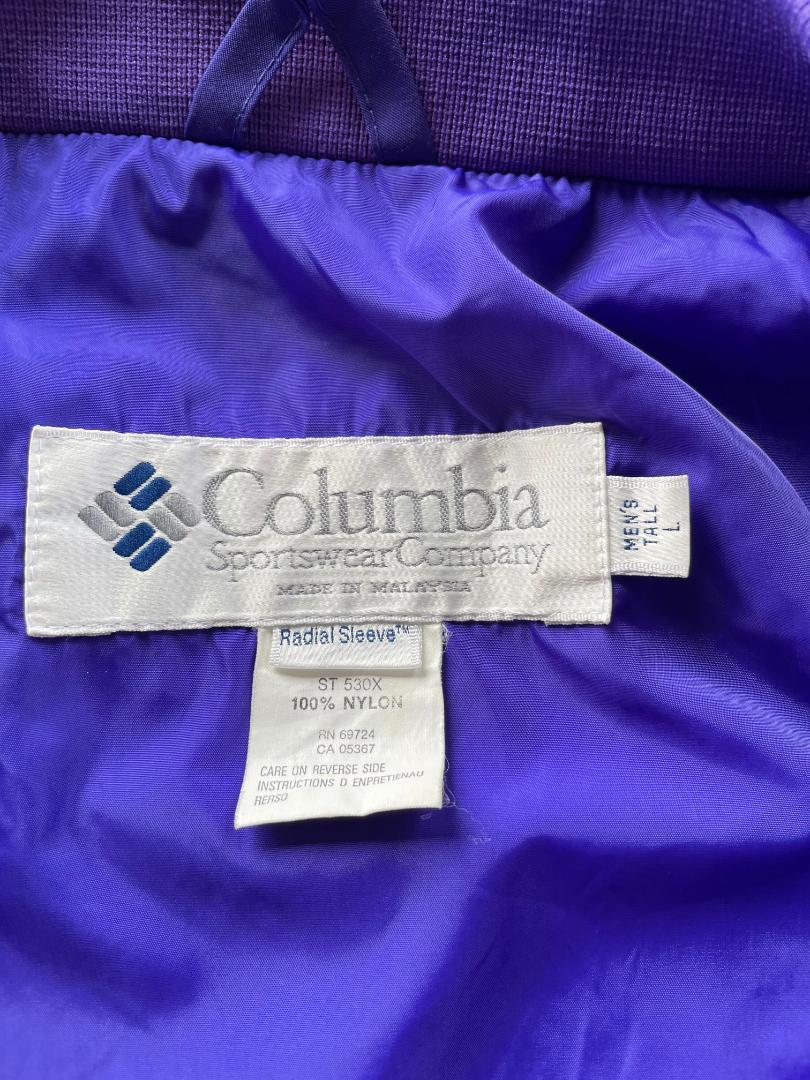 Columbia
Sportswear Company
MADE IN MALAYSIA
MEN'S
TALL
L
Radial Sleeve™
ST 530X
100% NYLON
RN 69724
CA 05367
CARE ON REVERSE SIDE
INSTRUCTIONS D ENPRETIENAU
RERSO